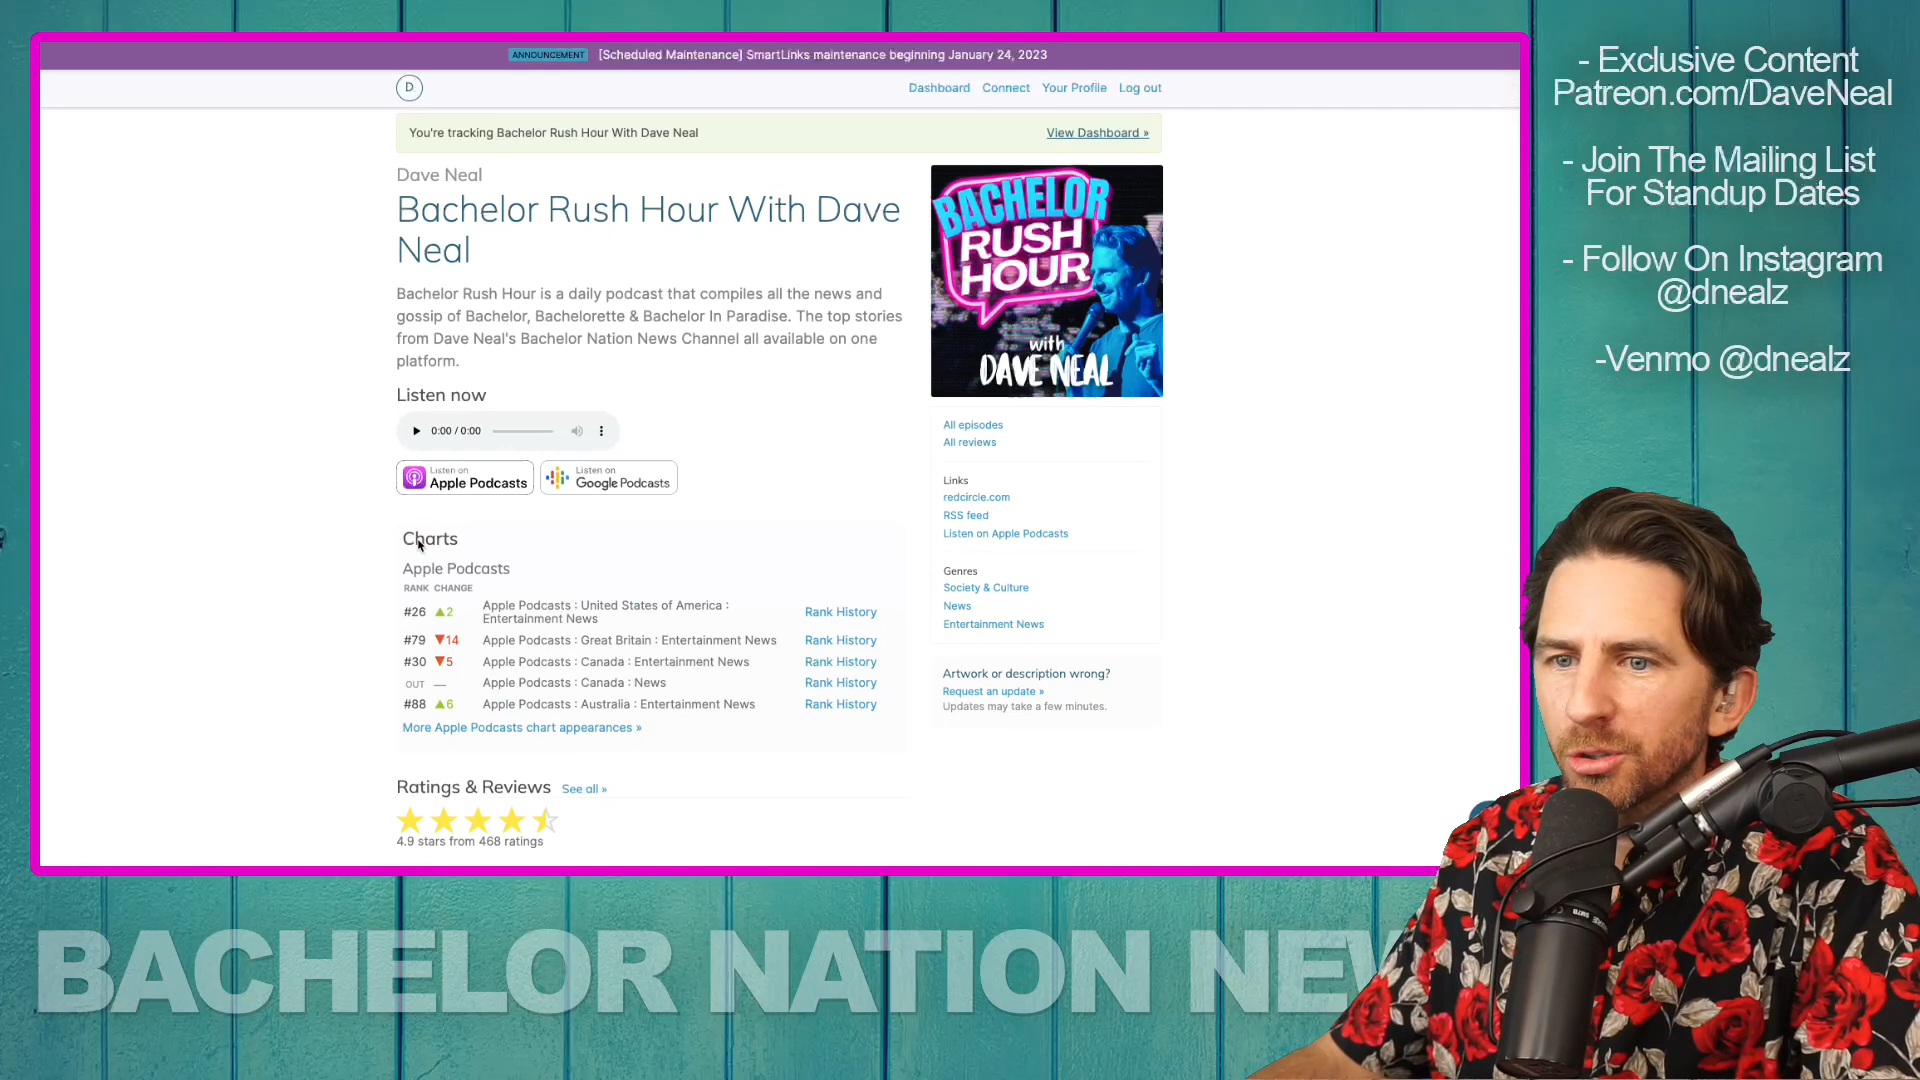 ANNOUNCEMENT [Scheduled Maintenance] SmartLinks maintenance beginning January 24, 2023
D
Dashboard Connect Your Profile Log out
You're tracking Bachelor Rush Hour With Dave Neal
View Dashboard »
Dave Neal
Bachelor Rush Hour With Dave
Neal
Bachelor Rush Hour is a daily podcast that compiles all the news and
gossip of Bachelor, Bachelorette & Bachelor In Paradise. The top stories
from Dave Neal's Bachelor Nation News Channel all available on one
platform.
Listen now
0:00 / 0:00
Listen on
Apple Podcasts
Listen on
Google Podcasts
Charts
Apple Podcasts
RANK CHANGE
#26 ▲2 Apple Podcasts : United States of America :
Entertainment News
Rank History
#79 ▼14 Apple Podcasts : Great Britain : Entertainment News Rank History
#30 ▼5 Apple Podcasts : Canada : Entertainment News Rank History
OUT — Apple Podcasts : Canada : News Rank History
#88 ▲6 Apple Podcasts : Australia : Entertainment News Rank History
More Apple Podcasts chart appearances »
Ratings & Reviews See all »
4.9 stars from 468 ratings
BACHELOR
RUSH
HOUR
with
DAVE NEAL
All episodes
All reviews
Links
redcircle.com
RSS feed
Listen on Apple Podcasts
Genres
Society & Culture
News
Entertainment News
Artwork or description wrong?
Request an update »
Updates may take a few minutes.
- Exclusive Content
Patreon.com/DaveNeal
- Join The Mailing List
For Standup Dates
- Follow On Instagram
@dnealz
-Venmo @dnealz
BACHELOR NATION NEW